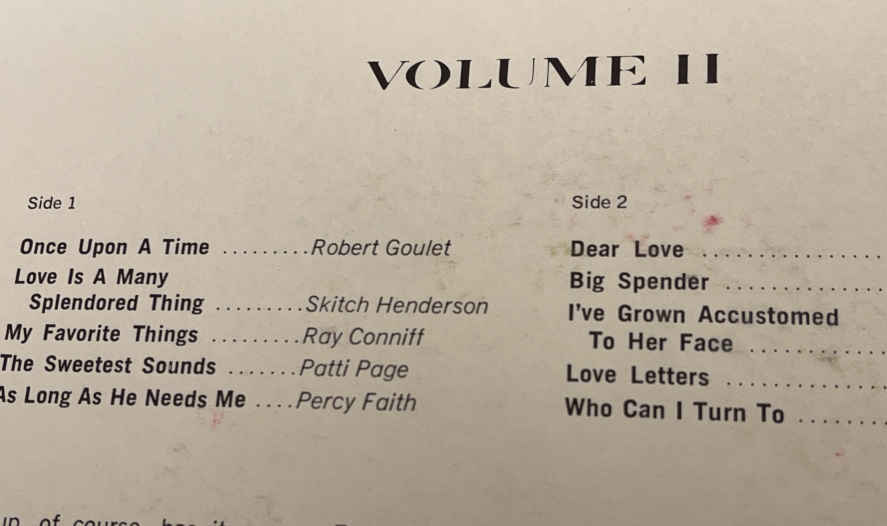 VOLUME II
Side 1
Once Upon A Time .........Robert Goulet
Love Is A Many
Splendored Thing .........Skitch Henderson
My Favorite Things .........Ray Conniff
The Sweetest Sounds .......Patti Page
As Long As He Needs Me ....Percy Faith
Side 2
Dear Love ................
Big Spender ..............
I've Grown Accustomed
To Her Face ............
Love Letters ..............
Who Can I Turn To ........
of course